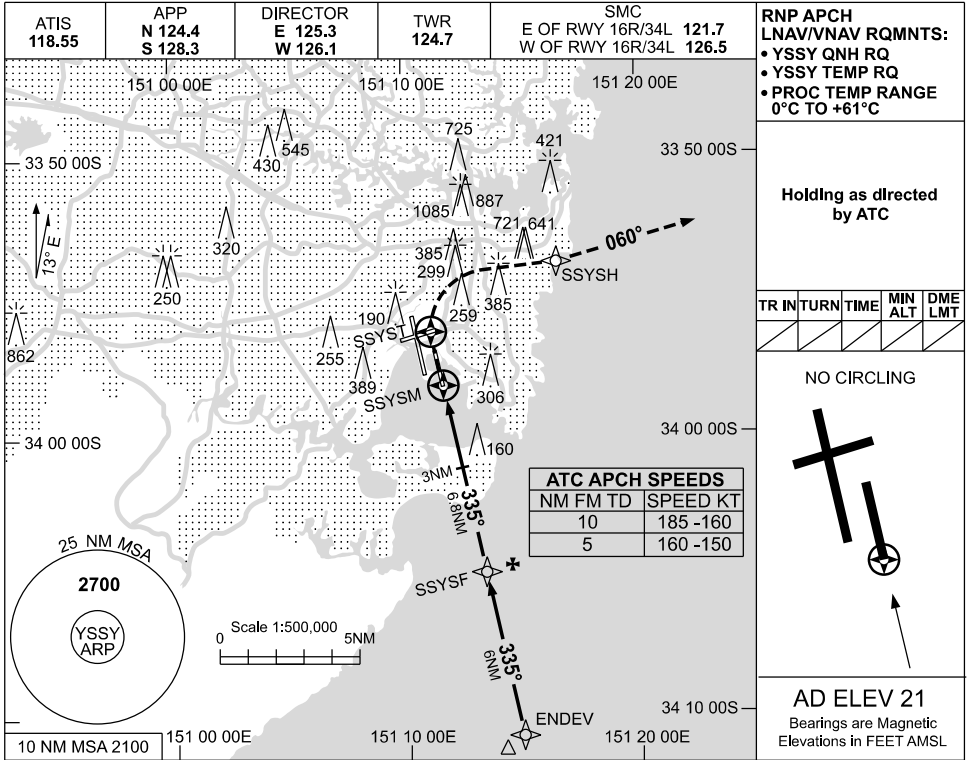 ATIS
118.55
APP
N 124.4
S 128.3
DIRECTOR
E 125.3
W 126.1
TWR
124.7
SMC
E OF RWY 16R/34L 121.7
W OF RWY 16R/34L 126.5
RNP APCH
LNAV/VNAV RQMNTS:
• YSSY QNH RQ
• YSSY TEMP RQ
• PROC TEMP RANGE
0°C TO +61°C
151 00 00E
151 10 00E
151 20 00E
545
430
725
421
33 50 00S
33 50 00S
887
1085
Holding as directed
by ATC
320
721
641
060°
13° E
385
299
SSYSH
250
385
259
TR IN
TURN
TIME
MIN
ALT
DME
LMT
190
SSYST
862
255
389
306
SSYSM
NO CIRCLING
34 00 00S
34 00 00S
160
3NM
ATC APCH SPEEDS
NM FM TD
SPEED KT
10
185 -160
5
160 -150
335°
6.8NM
25 NM MSA
2700
YSSY
ARP
SSYSF
Scale 1:500,000
0
5NM
335°
6NM
34 10 00S
AD ELEV 21
Bearings are Magnetic
Elevations in FEET AMSL
ENDEV
10 NM MSA 2100
151 00 00E
151 10 00E
151 20 00E